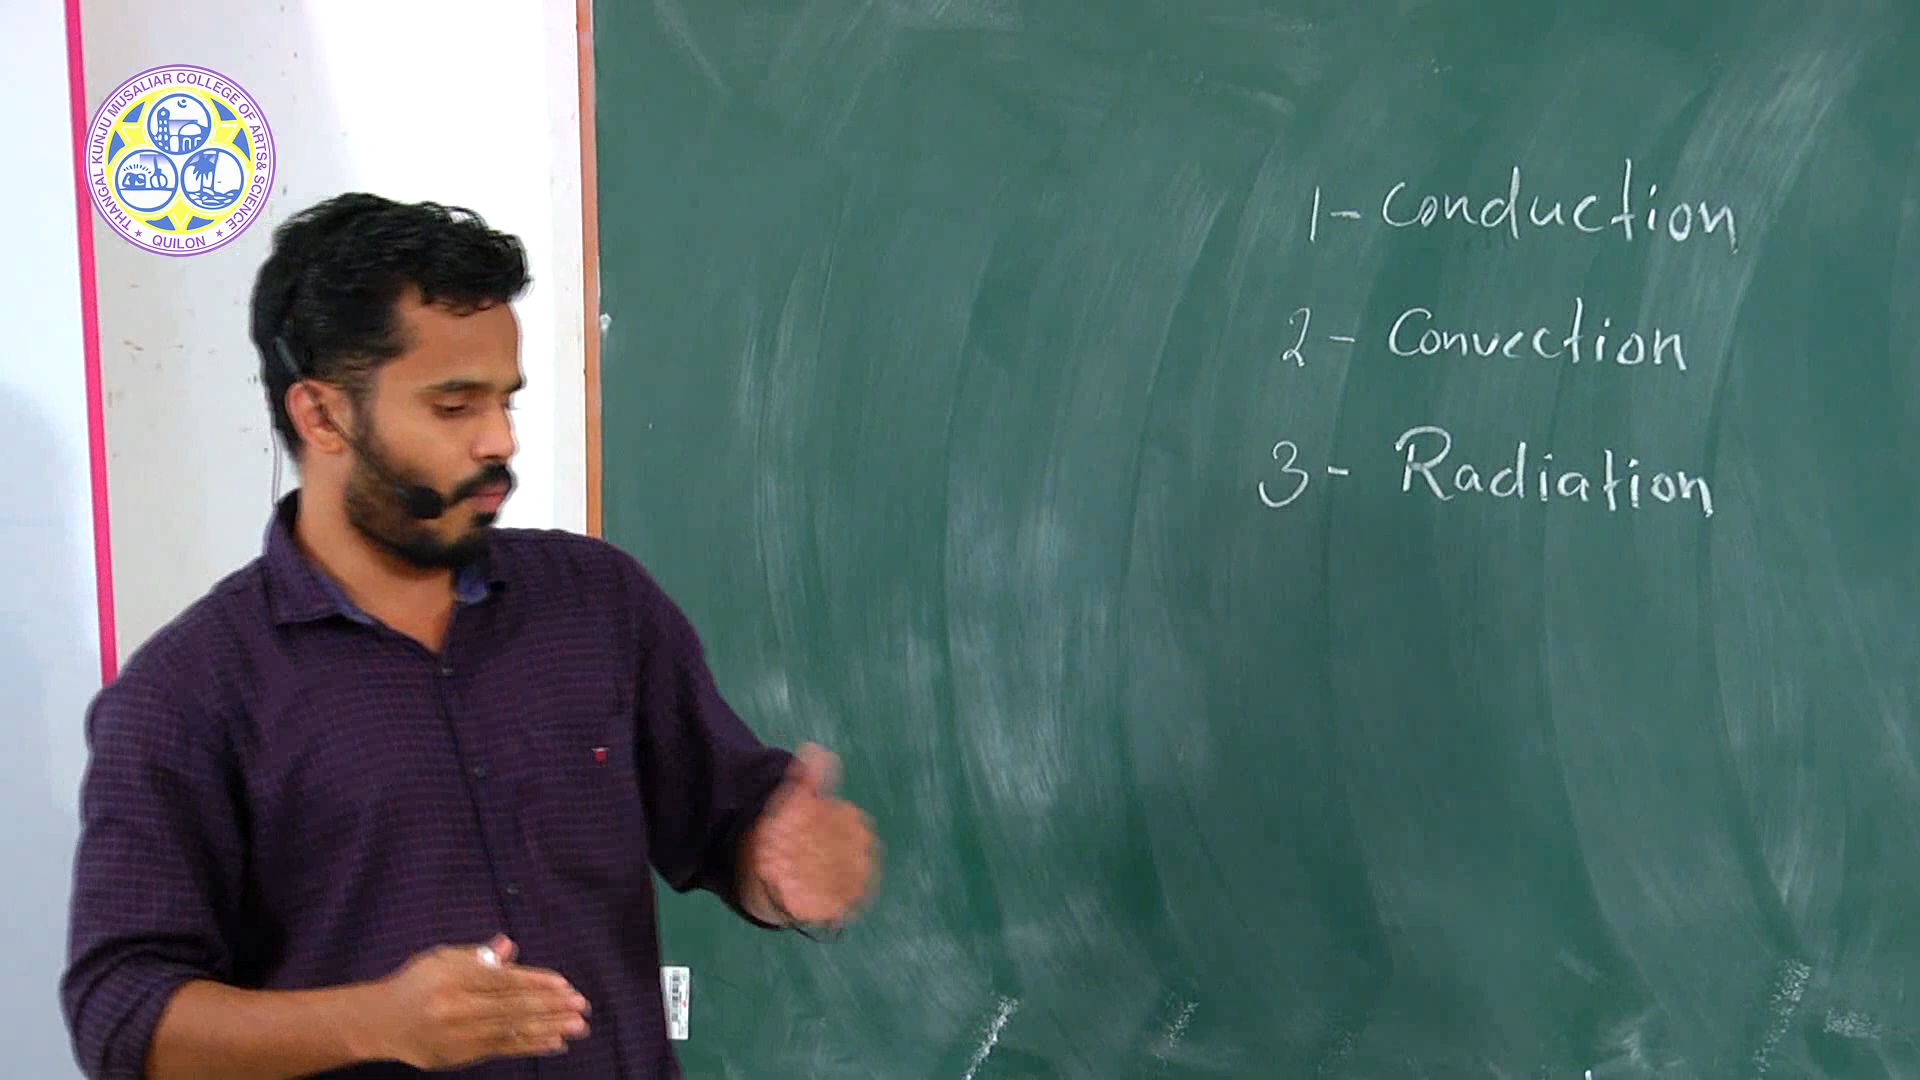 THANGAL KUNJU MUSALIAR COLLEGE OF ARTS& SCIENCE
★ QUILON ★
1 - Conduction
2 - Convection
3 - Radiation